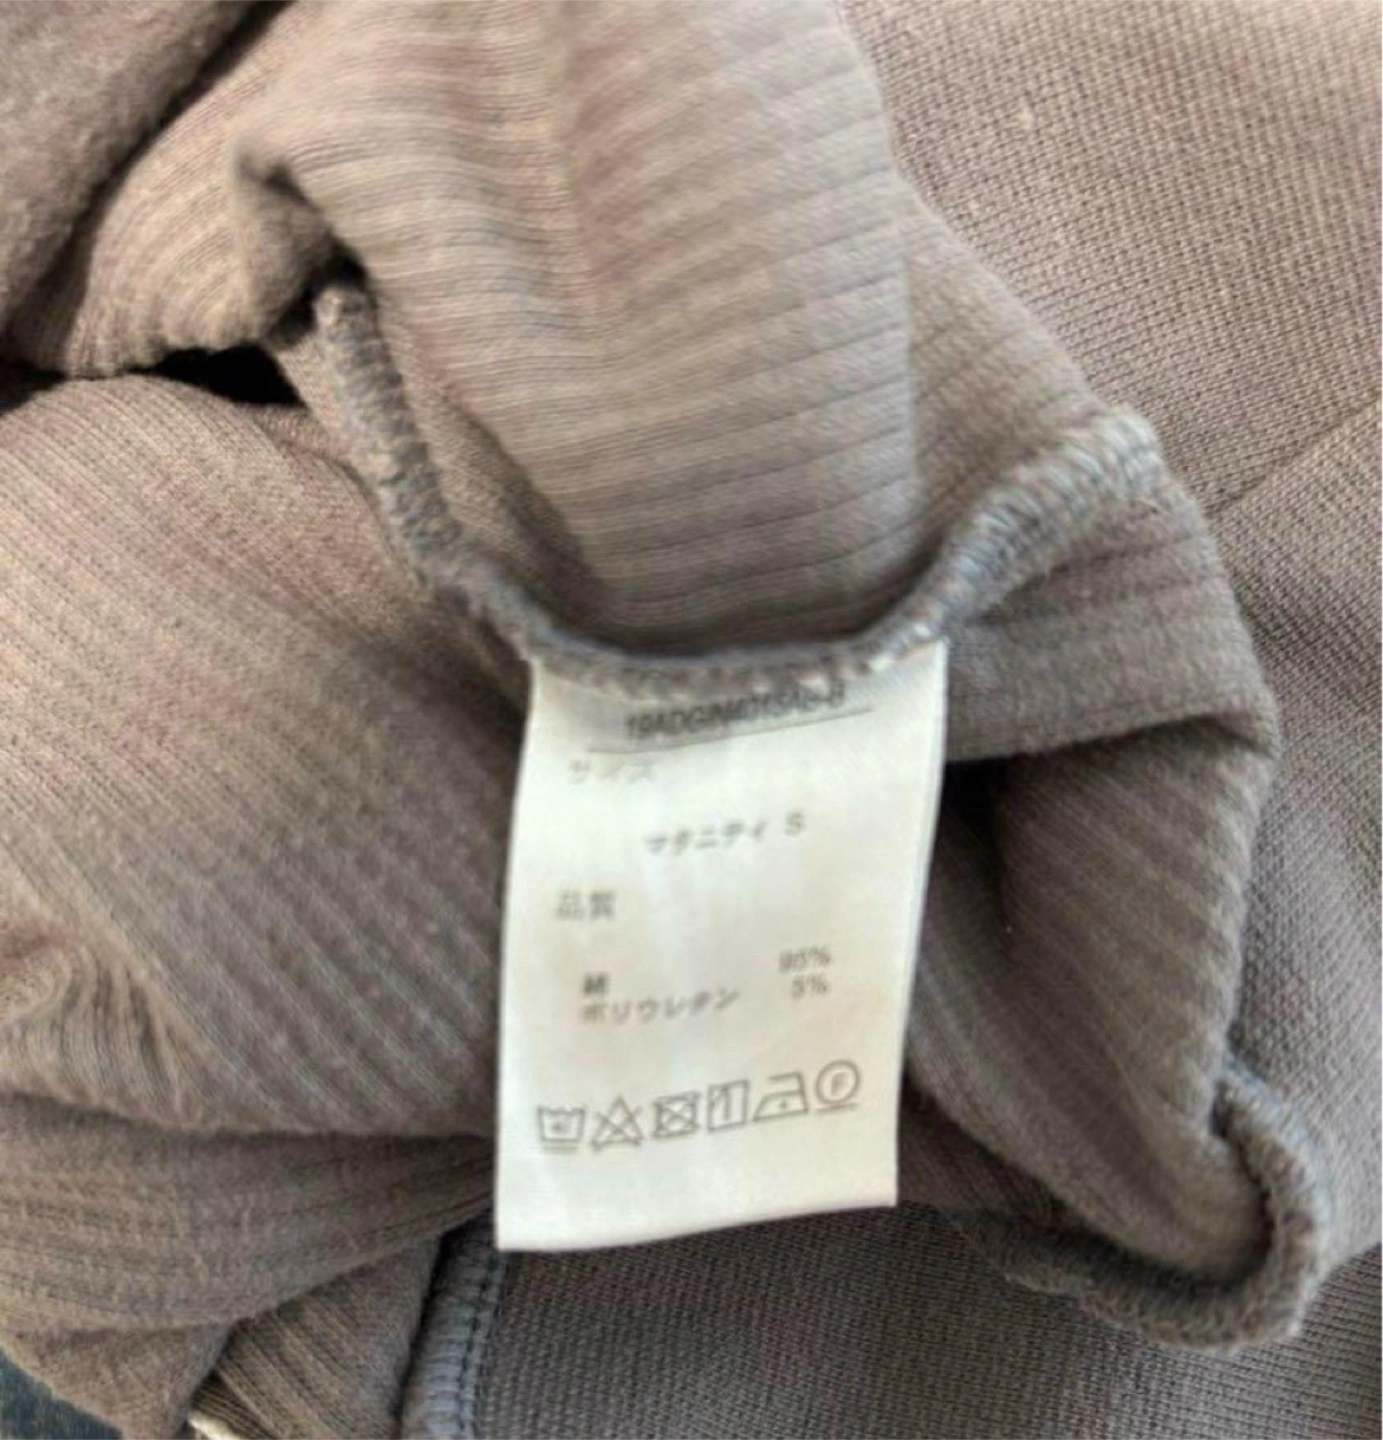 サイズ
マタニティ S
品質
綿 95%
ポリウレタン 5%